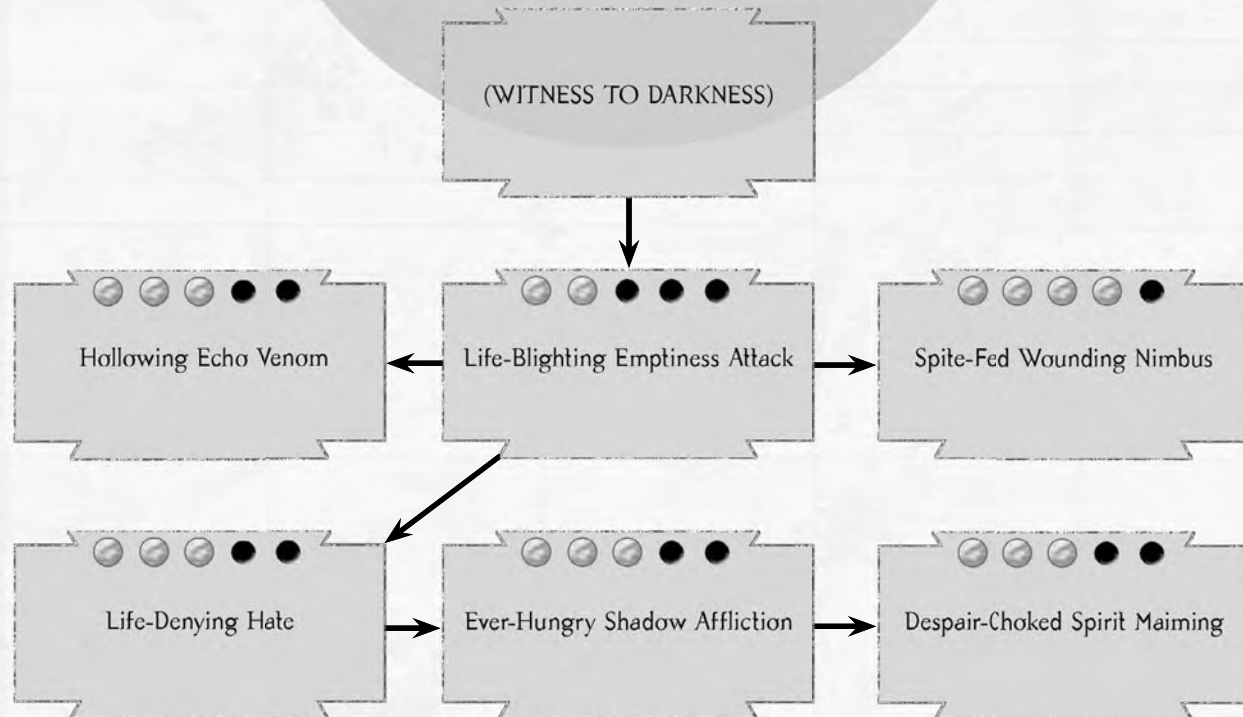 (WITNESS TO DARKNESS)
Hollowing Echo Venom
Life-Blighting Emptiness Attack
Spite-Fed Wounding Nimbus
Life-Denying Hate
Ever-Hungry Shadow Affliction
Despair-Choked Spirit Maiming